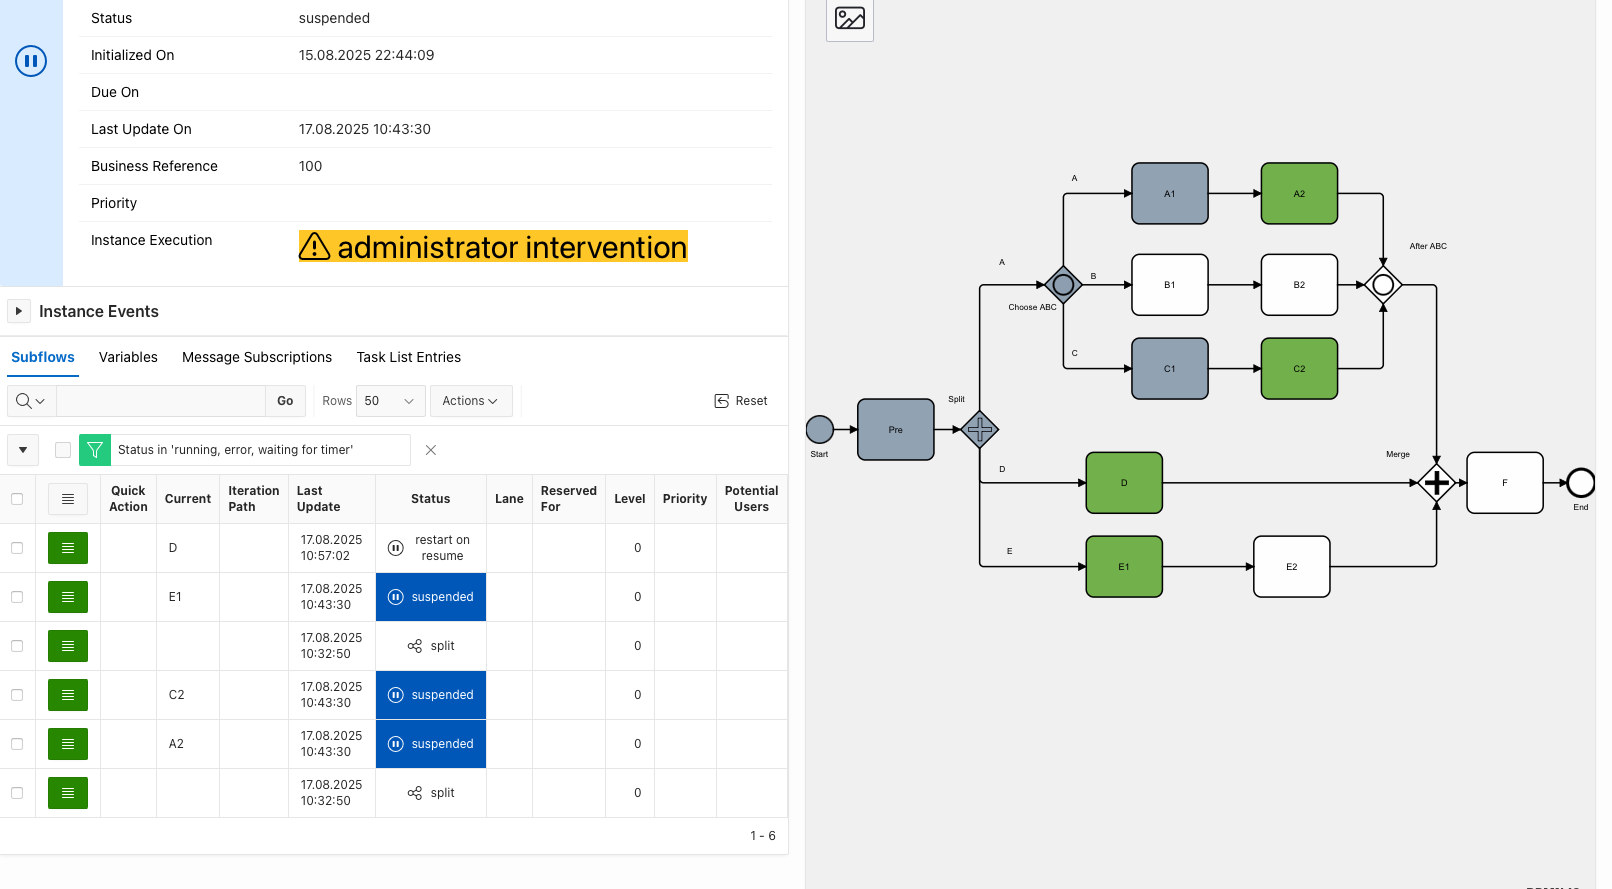 Status suspended
Initialized On 15.08.2025 22:44:09
Due On
Last Update On 17.08.2025 10:43:30
Business Reference 100
Priority
Instance Execution administrator intervention
Instance Events
Subflows Variables Message Subscriptions Task List Entries
Go Rows 50 Actions Reset
Status in 'running, error, waiting for timer'
Quick Action Current Iteration Path Last Update Status Lane Reserved For Level Priority Potential Users
D 17.08.2025 10:57:02 restart on resume 0
E1 17.08.2025 10:43:30 suspended 0
17.08.2025 10:32:50 split 0
C2 17.08.2025 10:43:30 suspended 0
A2 17.08.2025 10:43:30 suspended 0
17.08.2025 10:32:50 split 0
1 - 6
A
A1
A2
After ABC
A
B
B1
B2
Choose ABC
C
C1
C2
Split
Pre
Start
D
D
Merge
F
End
E
E1
E2